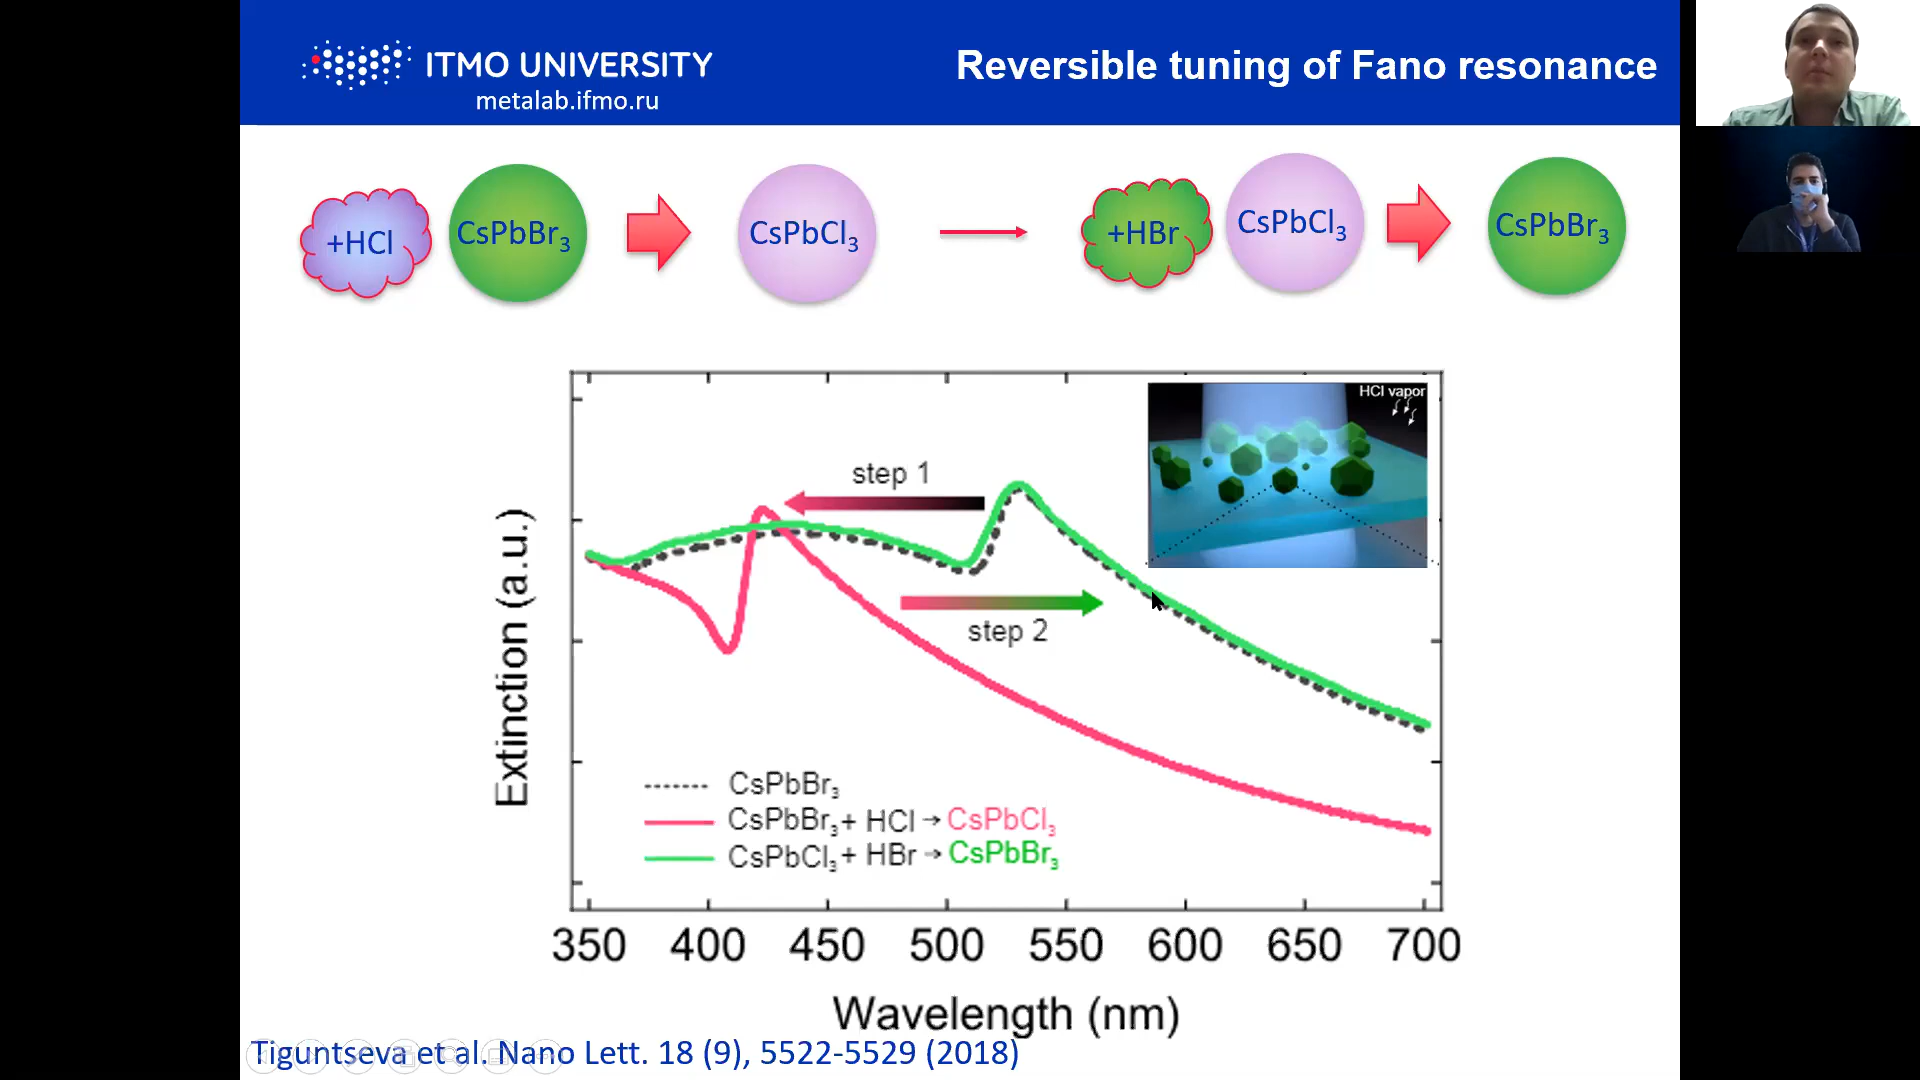 ITMO UNIVERSITY
metalab.ifmo.ru
Reversible tuning of Fano resonance
+HCl
CsPbBr₃
CsPbCl₃
+HBr
CsPbCl₃
CsPbBr₃
HCl vapor
step 1
step 2
Extinction (a.u.)
CsPbBr₃
CsPbBr₃+ HCl → CsPbCl₃
CsPbCl₃+ HBr → CsPbBr₃
350 400 450 500 550 600 650 700
Wavelength (nm)
Tiguntseva et al. Nano Lett. 18 (9), 5522-5529 (2018)